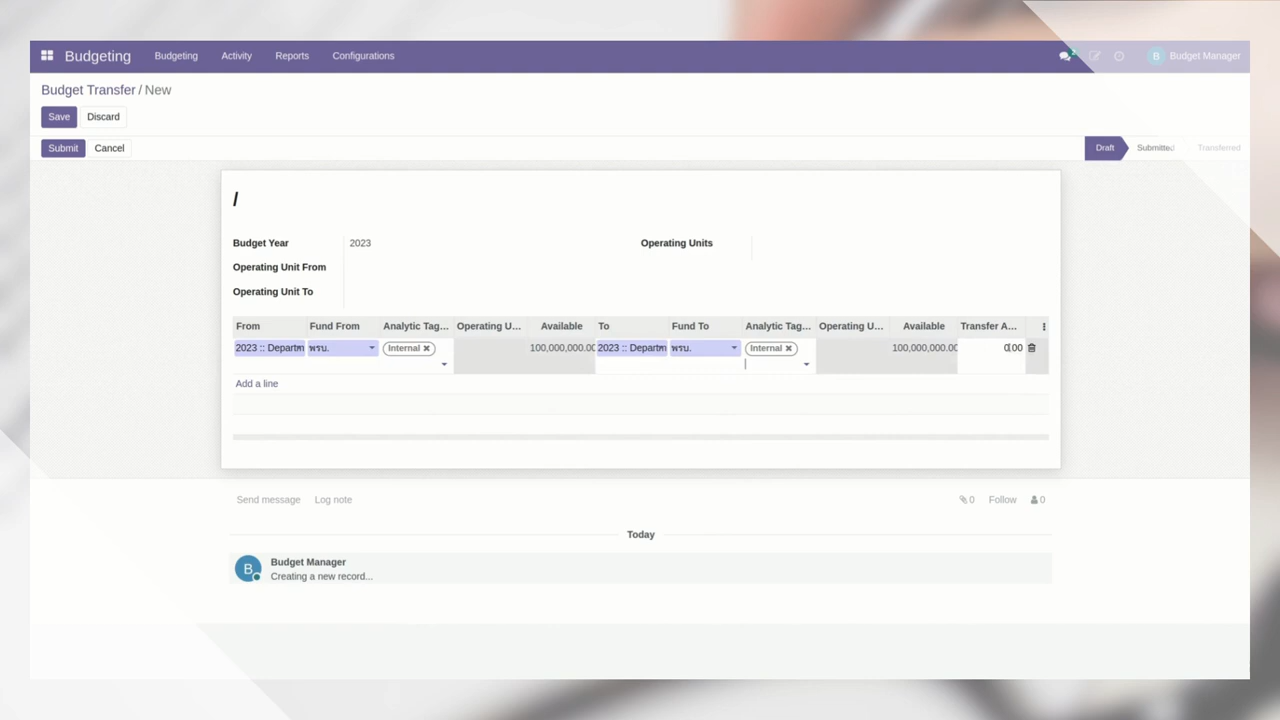 Budgeting Budgeting Activity Reports Configurations B Budget Manager
Budget Transfer / New
Save Discard
Submit Cancel Draft Submitted Transferred
/
Budget Year 2023 Operating Units
Operating Unit From
Operating Unit To
From Fund From Analytic Tag... Operating U... Available To Fund To Analytic Tag... Operating U... Available Transfer A...
2023 :: Departm พรบ. Internal ✖ 100,000,000.00 2023 :: Departm พรบ. Internal ✖ 100,000,000.00 0.00
Add a line
Send message Log note 0 Follow 0
Today
B Budget Manager
Creating a new record...